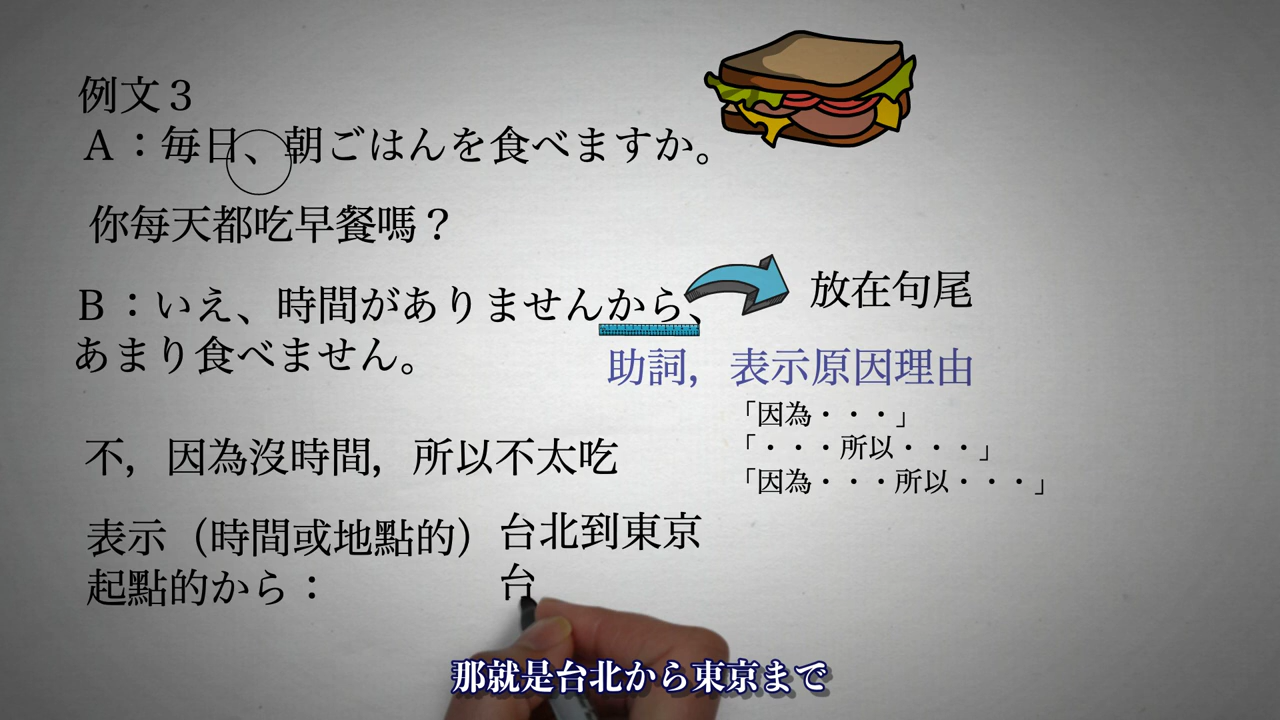 例文３
Ａ：毎日、朝ごはんを食べますか。
你每天都吃早餐嗎？
Ｂ：いえ、時間がありませんから、
あまり食べません。
放在句尾
助詞，表示原因理由
「因為・・・」
「・・・所以・・・」
「因為・・・所以・・・」
不，因為沒時間，所以不太吃
表示（時間或地點的）
起點的から：
台北到東京
台
那就是台北から東京まで